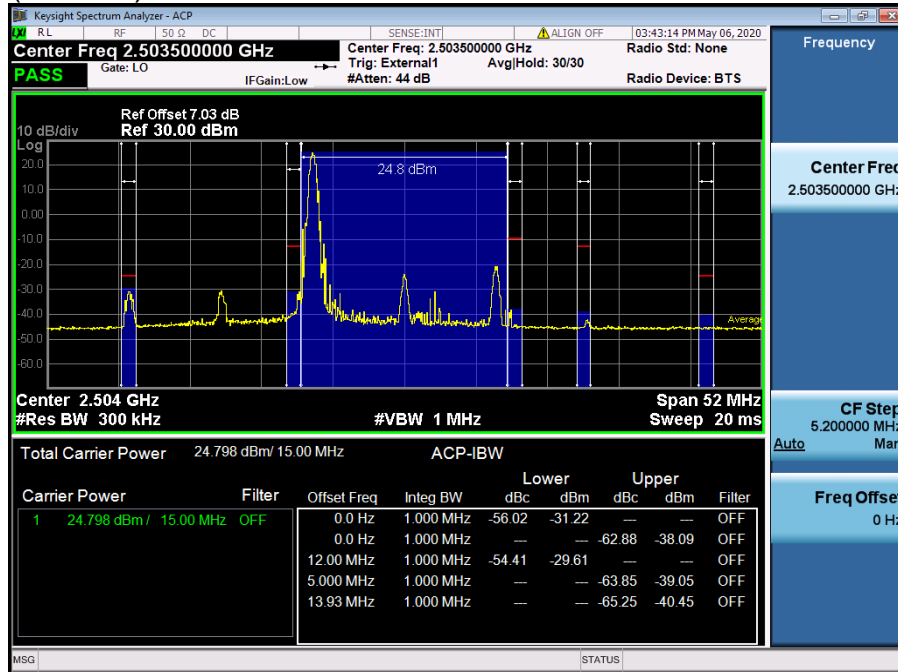 Keysight Spectrum Analyzer - ACP
LXI RL RF 50 Ω DC SENSE:INT ALIGN OFF 03:43:14 PM May 06, 2020
Center Freq 2.503500000 GHz Center Freq: 2.503500000 GHz Radio Std: None
Gate: LO Trig: External1 Avg|Hold: 30/30
PASS IFGain:Low #Atten: 44 dB Radio Device: BTS
Ref Offset 7.03 dB
10 dB/div Ref 30.00 dBm
Log
20.0
10.0
0.00
-10.0
-20.0
-30.0
-40.0
-50.0
-60.0
24.8 dBm
Average
Center 2.504 GHz Span 52 MHz
#Res BW 300 kHz #VBW 1 MHz Sweep 20 ms
Total Carrier Power 24.798 dBm/ 15.00 MHz ACP-IBW
Lower Upper
Carrier Power Filter Offset Freq Integ BW dBc dBm dBc dBm Filter
1 24.798 dBm / 15.00 MHz OFF 0.0 Hz 1.000 MHz -56.02 -31.22 --- --- OFF
0.0 Hz 1.000 MHz --- --- -62.88 -38.09 OFF
12.00 MHz 1.000 MHz -54.41 -29.61 --- --- OFF
5.000 MHz 1.000 MHz --- --- -63.85 -39.05 OFF
13.93 MHz 1.000 MHz --- --- -65.25 -40.45 OFF
MSG STATUS
Frequency
Center Freq
2.503500000 GHz
CF Step
5.200000 MHz
Auto Man
Freq Offset
0 Hz